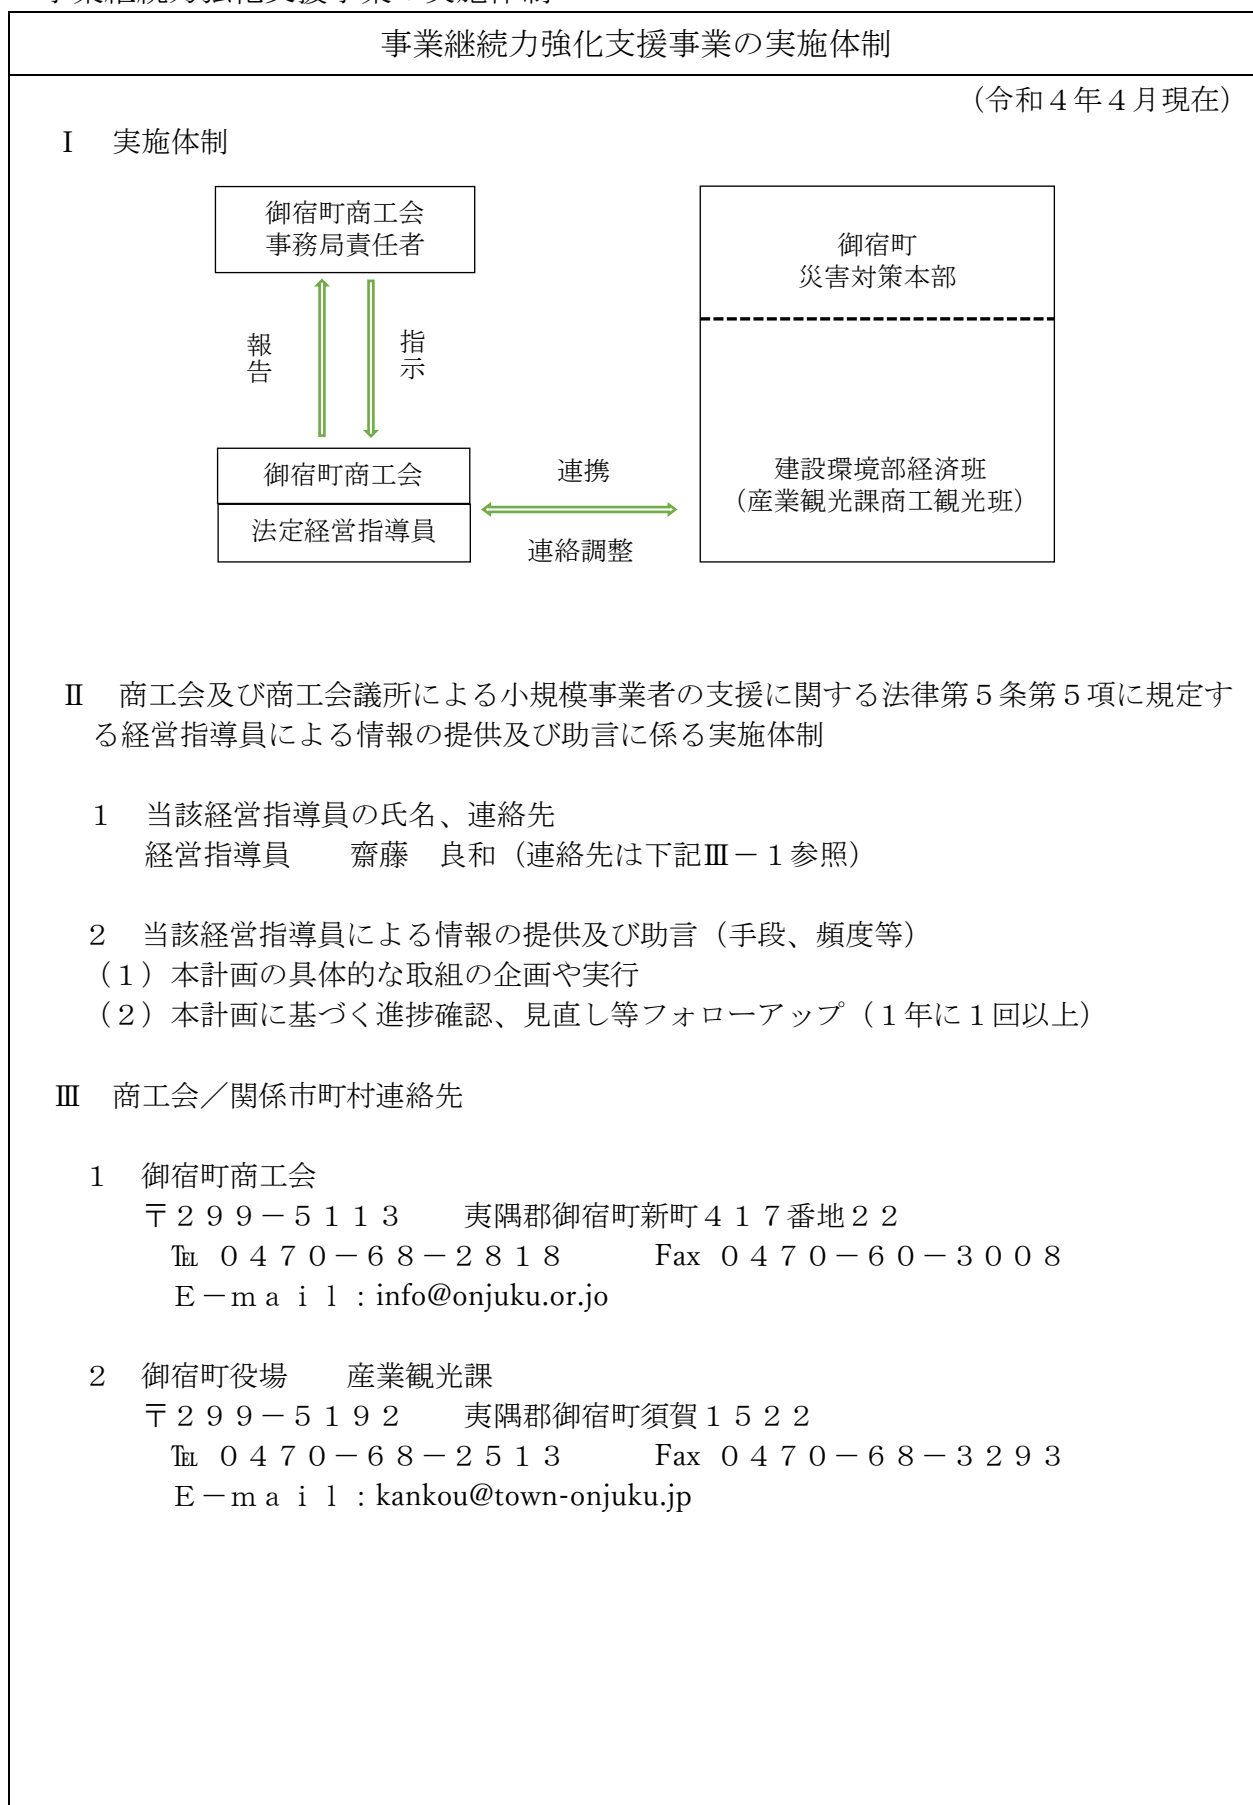 事業継続力強化支援事業の実施体制
事業継続力強化支援事業の実施体制
（令和４年４月現在）
Ⅰ　実施体制
御宿町商工会
事務局責任者
御宿町
災害対策本部
報告
指示
御宿町商工会
法定経営指導員
連携
連絡調整
建設環境部経済班
（産業観光課商工観光班）
Ⅱ　商工会及び商工会議所による小規模事業者の支援に関する法律第５条第５項に規定す
る経営指導員による情報の提供及び助言に係る実施体制
１　当該経営指導員の氏名、連絡先
経営指導員　　齋藤　良和（連絡先は下記Ⅲ－１参照）
２　当該経営指導員による情報の提供及び助言（手段、頻度等）
（１）本計画の具体的な取組の企画や実行
（２）本計画に基づく進捗確認、見直し等フォローアップ（１年に１回以上）
Ⅲ　商工会／関係市町村連絡先
１　御宿町商工会
〒２９９－５１１３　　夷隅郡御宿町新町４１７番地２２
℡ ０４７０－６８－２８１８　　　Fax ０４７０－６０－３００８
Ｅ－ｍａｉｌ：info@onjuku.or.jo
２　御宿町役場　　産業観光課
〒２９９－５１９２　　夷隅郡御宿町須賀１５２２
℡ ０４７０－６８－２５１３　　　Fax ０４７０－６８－３２９３
Ｅ－ｍａｉｌ：kankou@town-onjuku.jp